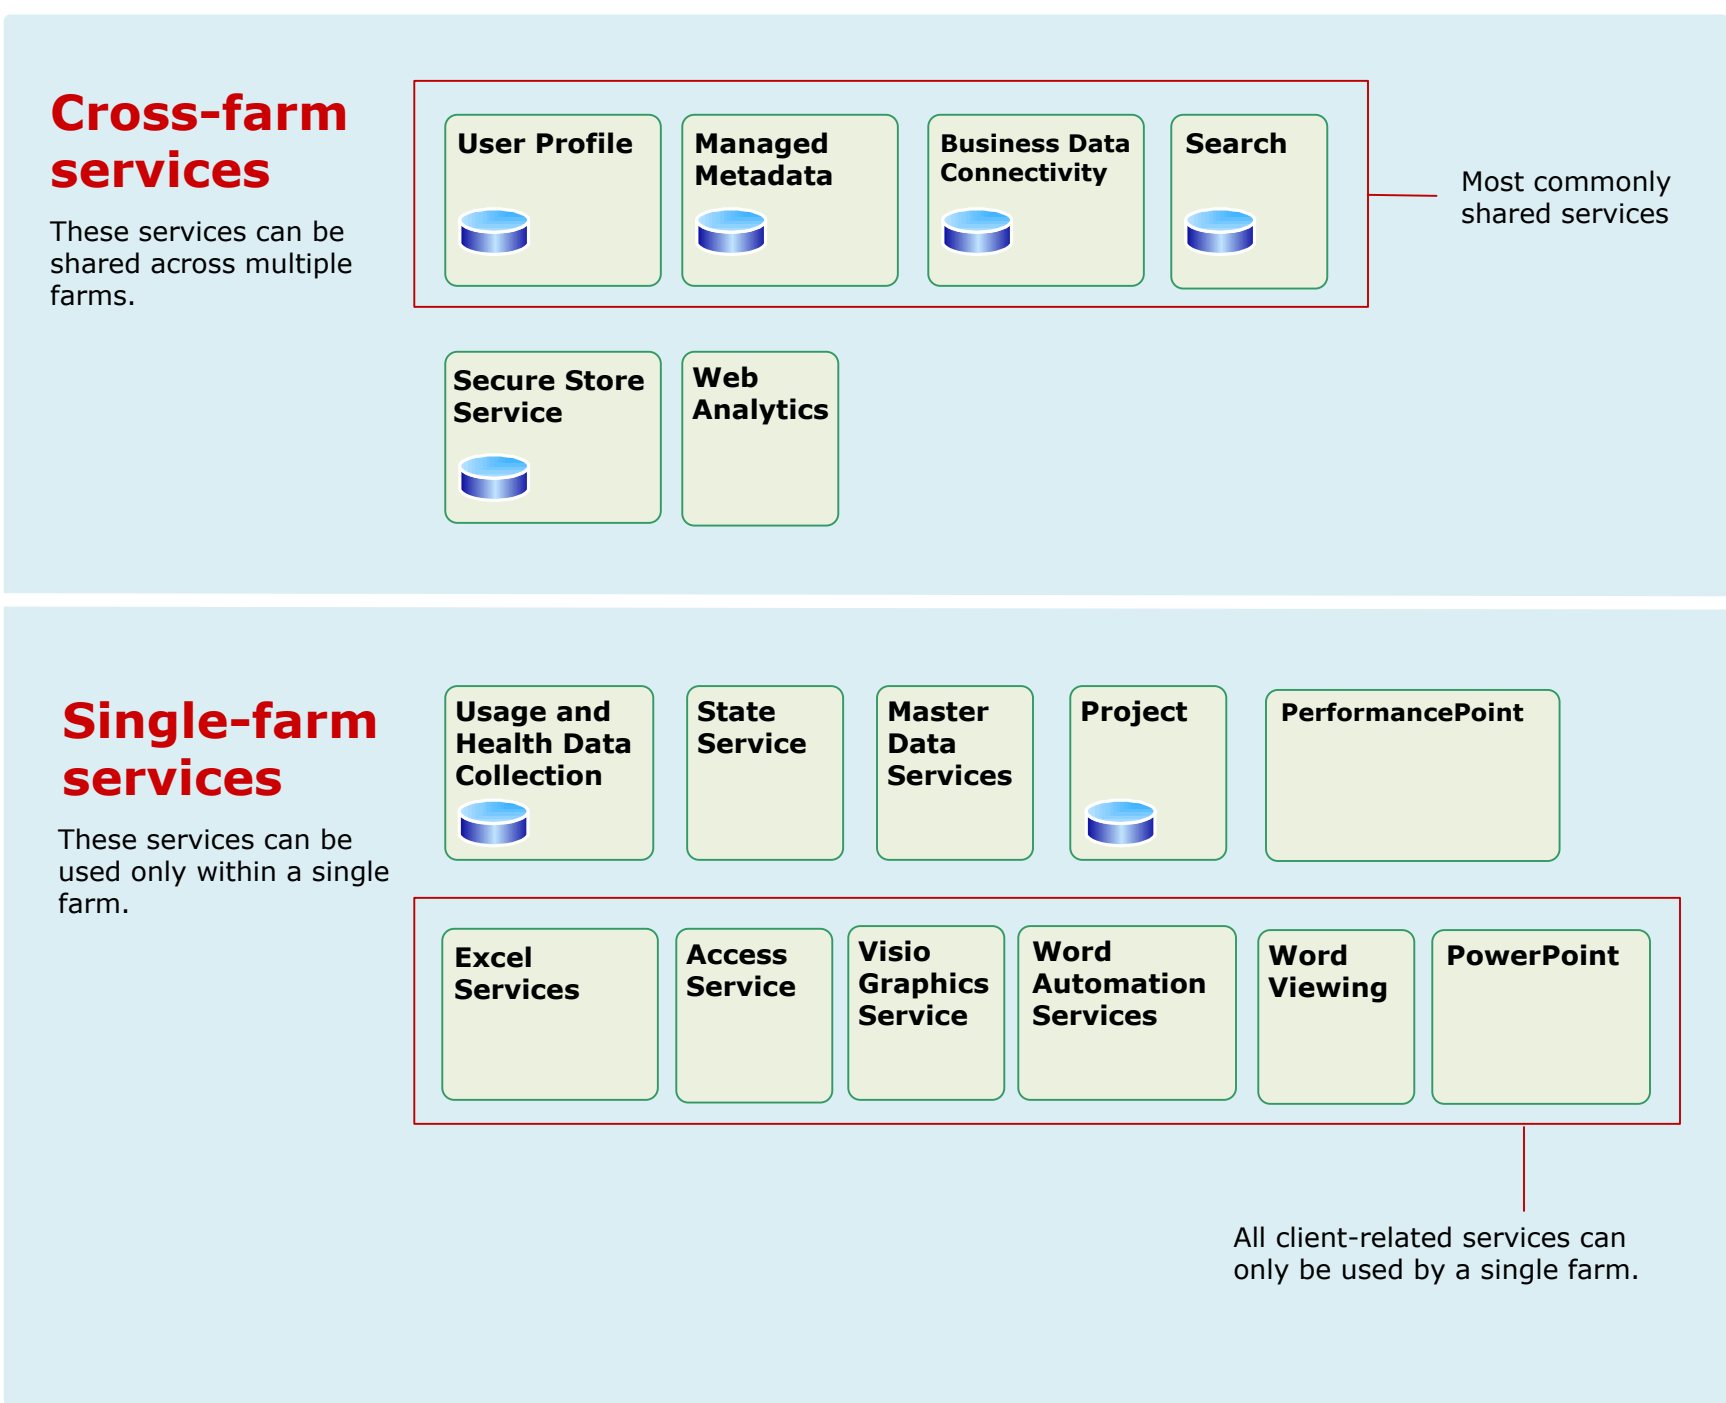 Cross-farm
services
These services can be
shared across multiple
farms.
User Profile
Managed
Metadata
Business Data
Connectivity
Search
Most commonly
shared services
Secure Store
Service
Web
Analytics
Single-farm
services
These services can be
used only within a single
farm.
Usage and
Health Data
Collection
State
Service
Master
Data
Services
Project
PerformancePoint
Excel
Services
Access
Service
Visio
Graphics
Service
Word
Automation
Services
Word
Viewing
PowerPoint
All client-related services can
only be used by a single farm.